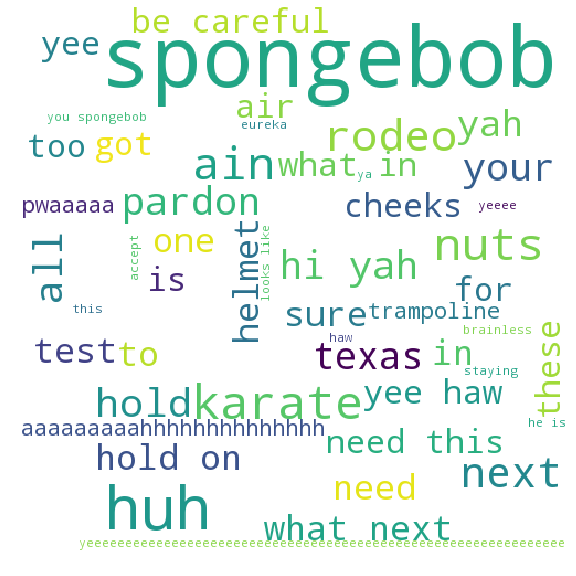 be careful
yee
spongebob
air
you spongebob
eureka
rodeo
yah
too
got
ain
what
in
ya
your
pwaaaaa
pardon
cheeks
yeeee
all
accept
one
is
helmet
looks like
hi yah
nuts
for
this
sure
trampoline
haw
brainless
these
test
to
texas
in
staying
hold
karate
yee haw
he is
aaaaaaaaahhhhhhhhhhhhhh
need this
hold on
need
next
huh
what next
yeeeeeeeeeeeeeeeeeeeeeeeeeeeeeeeeeeeeeeeeeeeeeeeeeeeeeeeeeeeeee